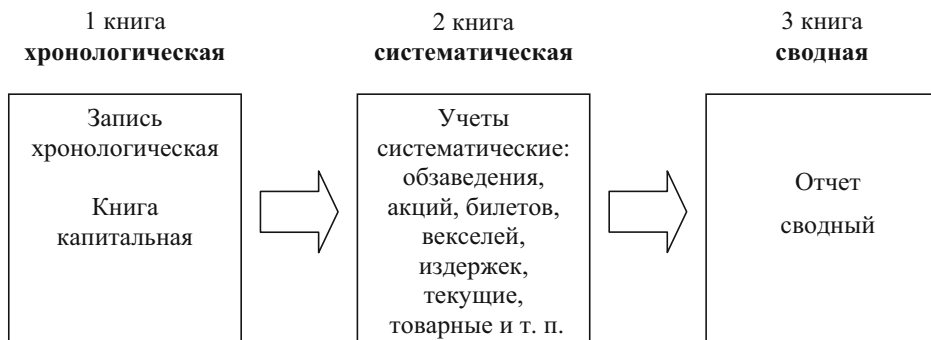 1 книга
хронологическая
Запись
хронологическая
Книга
капитальная
2 книга
систематическая
Учеты
систематические:
обзаведения,
акций, билетов,
векселей,
издержек,
текущие,
товарные и т. п.
3 книга
сводная
Отчет
сводный